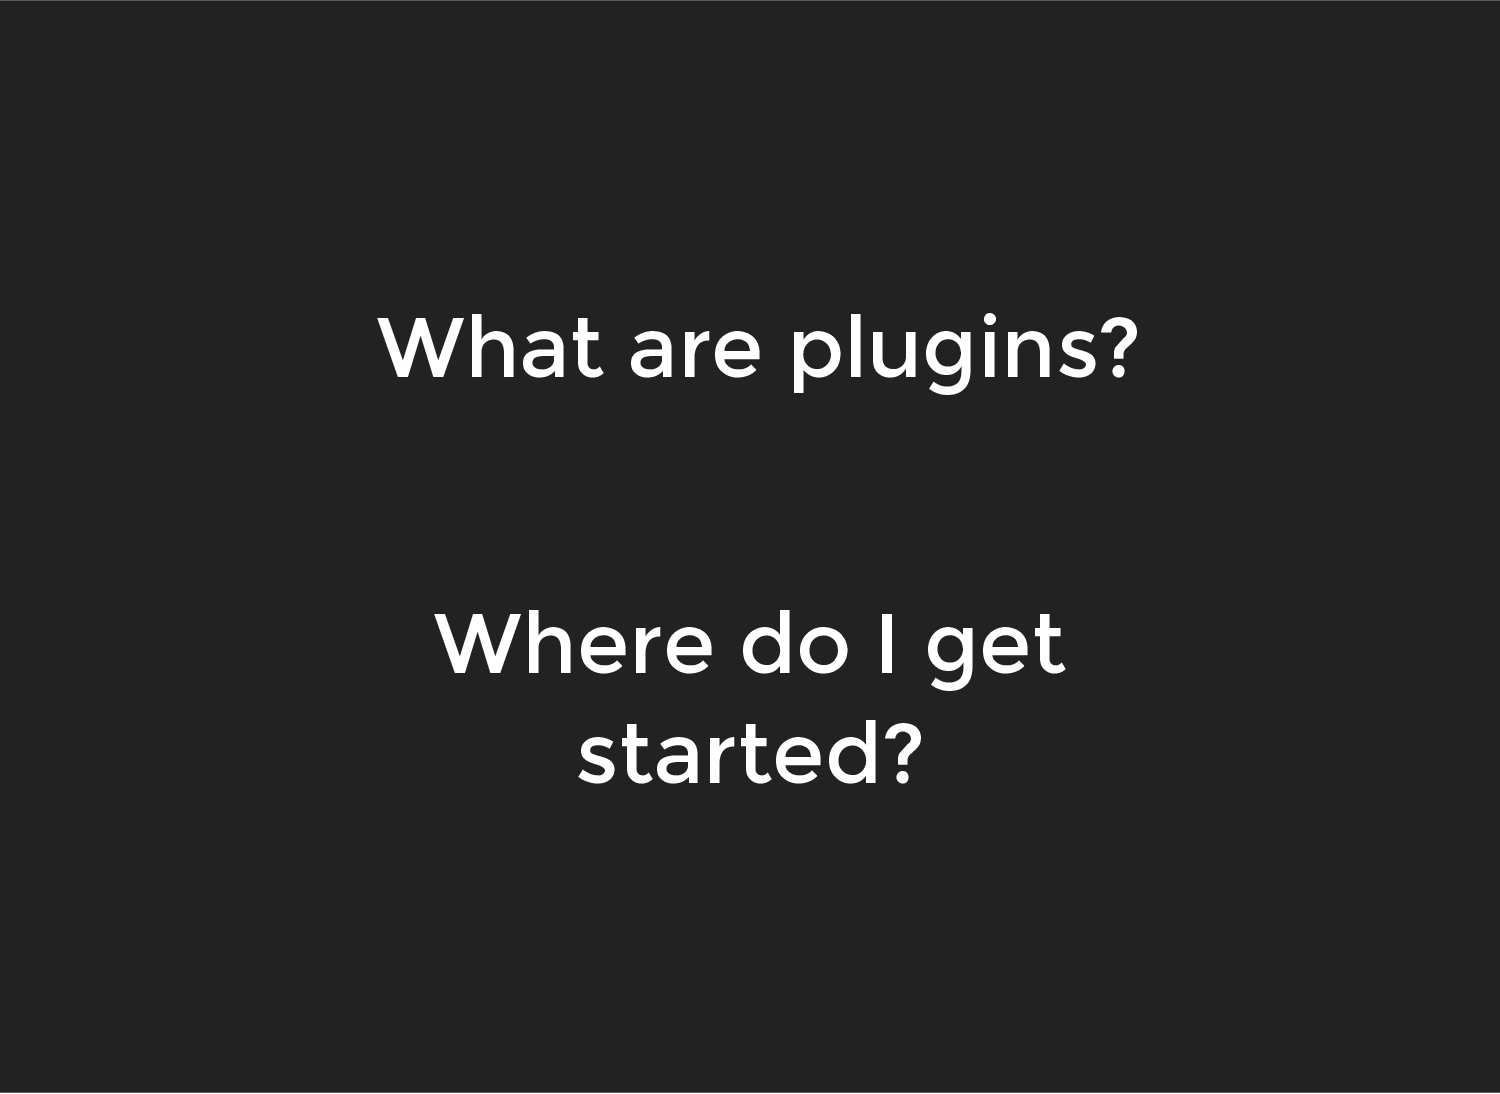 What are plugins?
Where do I get
started?